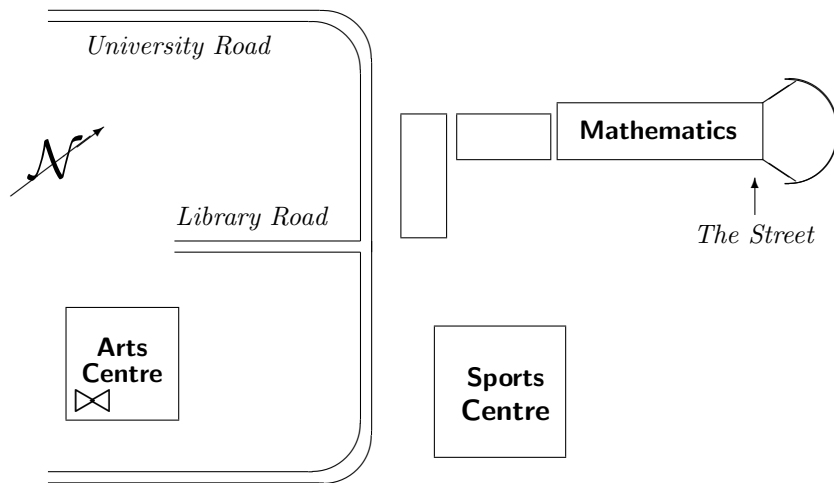 University Road
Mathematics
N
Library Road
The Street
Arts
Centre
Sports
Centre